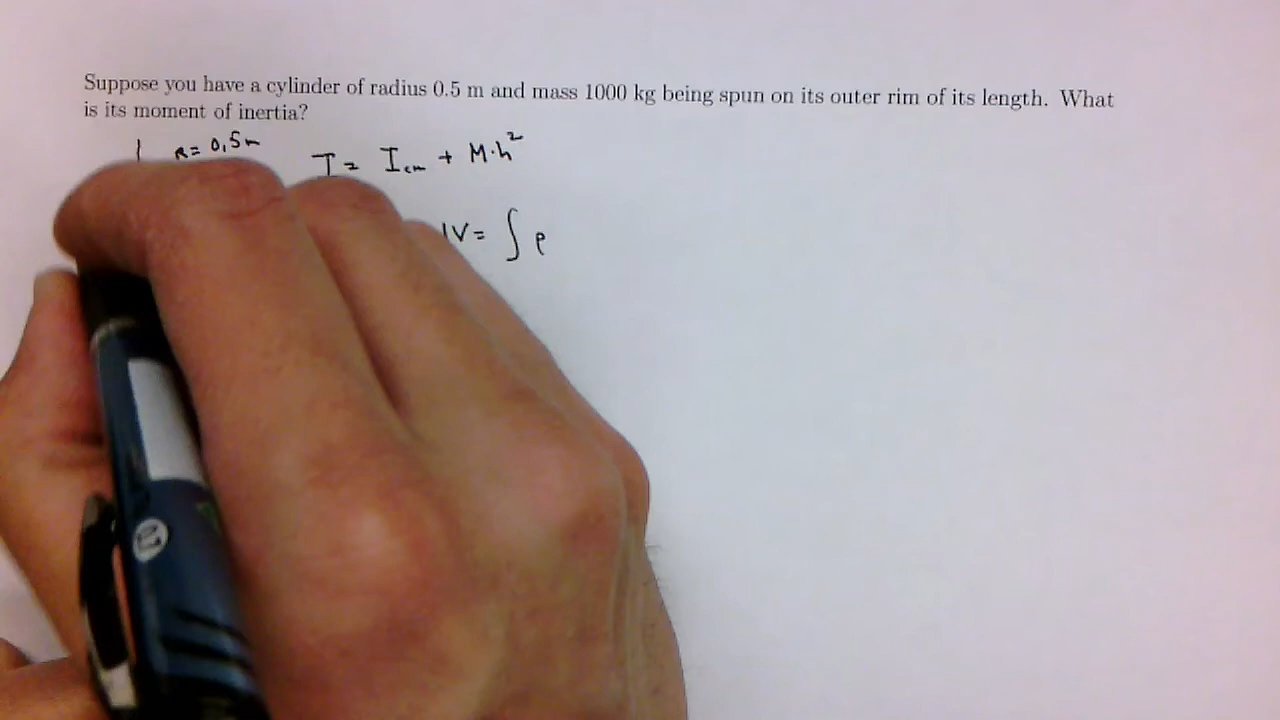 Suppose you have a cylinder of radius 0.5 m and mass 1000 kg being spun on its outer rim of its length. What
is its moment of inertia?
R = 0,5m
I = I_cm + M·h²
V = ∫ ρ